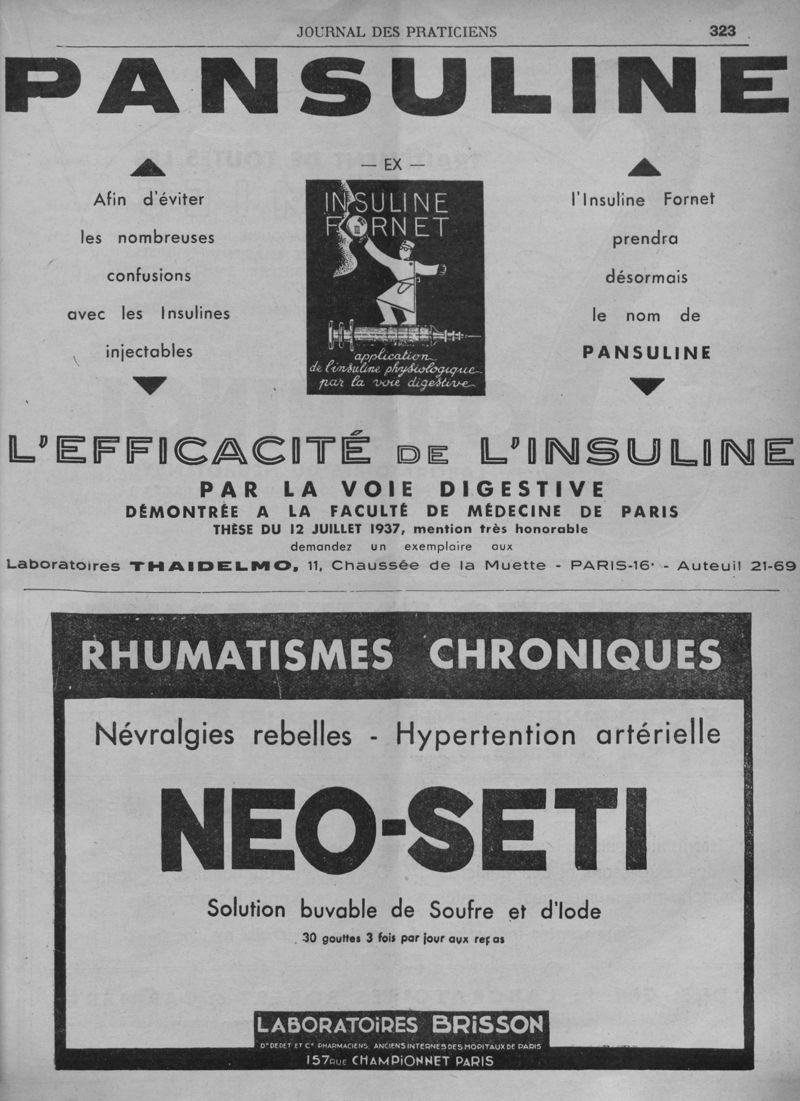 JOURNAL DES PRATICIENS 323
PANSULINE
Afin d'éviter
les nombreuses
confusions
avec les Insulines
injectables
— EX —
INSULINE
FORNET
application
de l'insuline physiologique
par la voie digestive
l'Insuline Fornet
prendra
désormais
le nom de
PANSULINE
L'EFFICACITÉ DE L'INSULINE
PAR LA VOIE DIGESTIVE
DÉMONTRÉE A LA FACULTÉ DE MÉDECINE DE PARIS
THÈSE DU 12 JUILLET 1937, mention très honorable
demandez un exemplaire aux
Laboratoires THAIDELMO, 11, Chaussée de la Muette - PARIS-16e - Auteuil 21-69
RHUMATISMES CHRONIQUES
Névralgies rebelles - Hypertention artérielle
NEO-SETI
Solution buvable de Soufre et d'Iode
30 gouttes 3 fois par jour aux repas
LABORATOIRES BRISSON
Drs DEDET ET Cie PHARMACIENS, ANCIENS INTERNES DES HÔPITAUX DE PARIS
157 RUE CHAMPIONNET PARIS